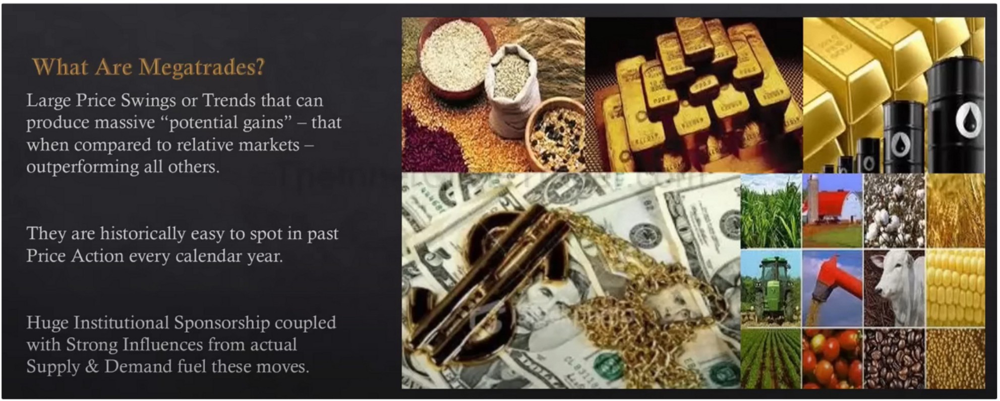 What Are Megatrades?
Large Price Swings or Trends that can
produce massive “potential gains” – that
when compared to relative markets –
outperforming all others.
They are historically easy to spot in past
Price Action every calendar year.
Huge Institutional Sponsorship coupled
with Strong Influences from actual
Supply & Demand fuel these moves.